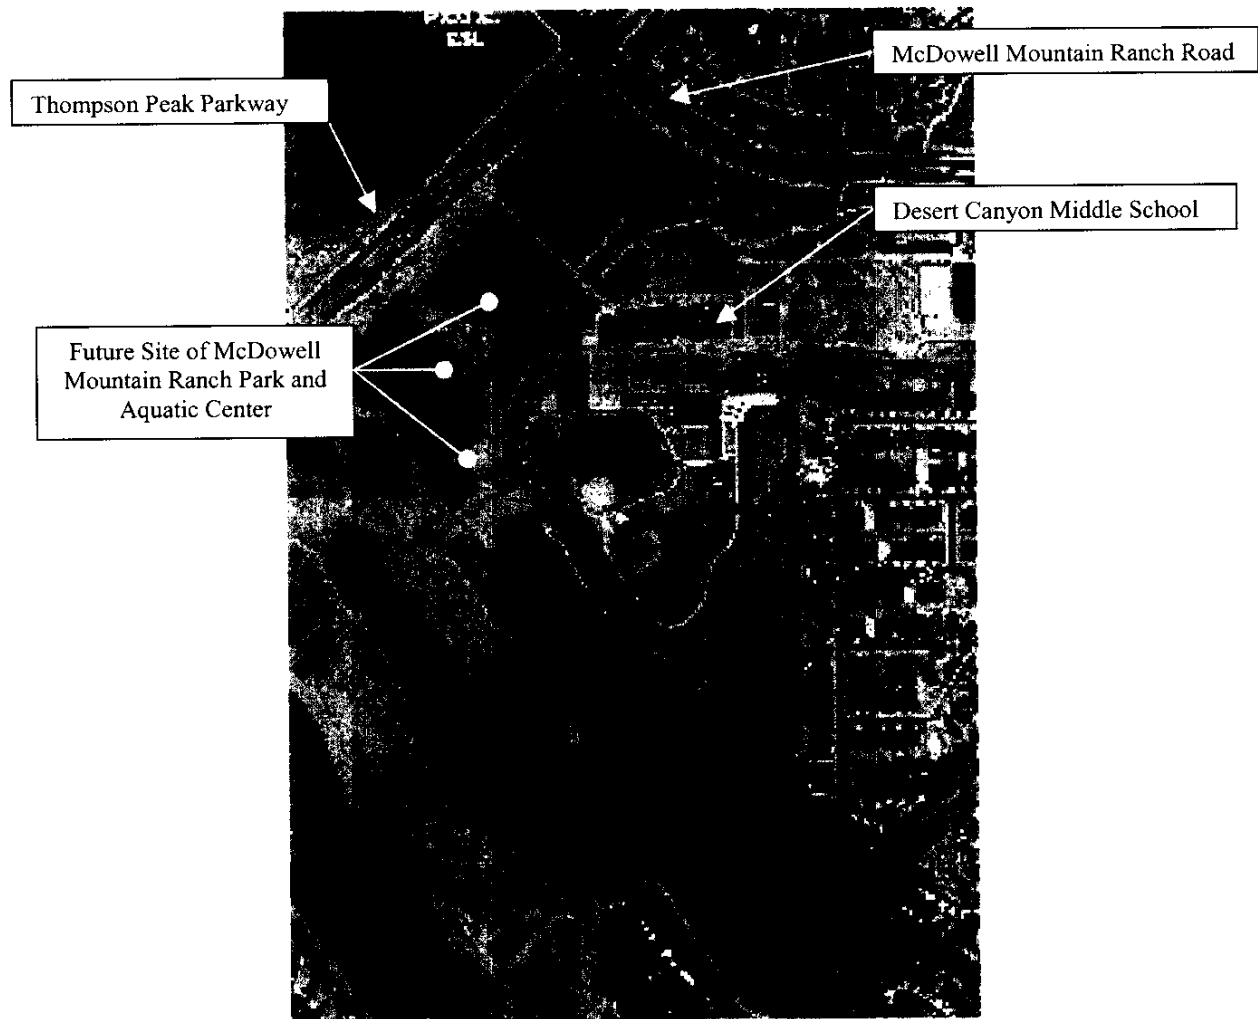 McDowell Mountain Ranch Road
Thompson Peak Parkway
Desert Canyon Middle School
Future Site of McDowell
Mountain Ranch Park and
Aquatic Center